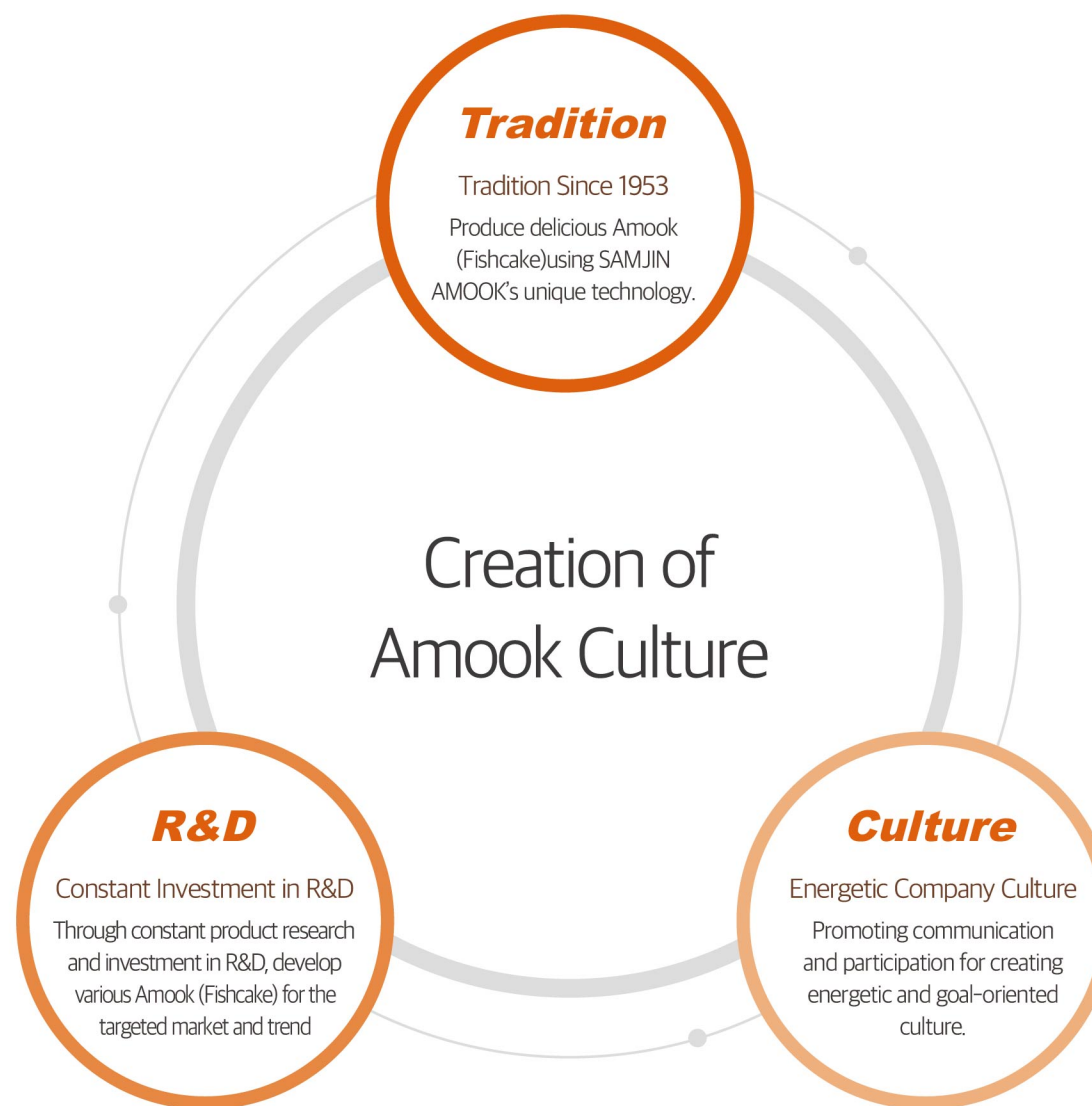 Tradition
Tradition Since 1953
Produce delicious Amook
(Fishcake)using SAMJIN
AMOOK's unique technology.
Creation of
Amook Culture
R&D
Constant Investment in R&D
Through constant product research
and investment in R&D, develop
various Amook (Fishcake) for the
targeted market and trend
Culture
Energetic Company Culture
Promoting communication
and participation for creating
energetic and goal-oriented
culture.